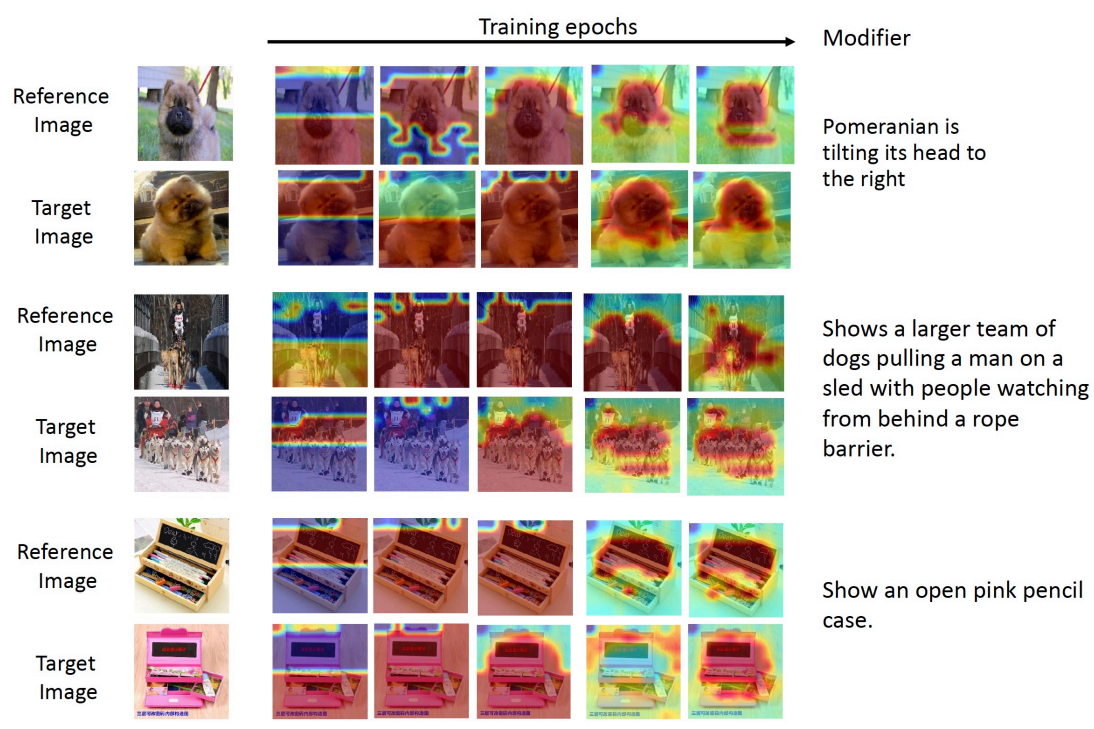 Training epochs
Modifier
Reference
Image
Pomeranian is
tilting its head to
the right
Target
Image
Reference
Image
Shows a larger team of
dogs pulling a man on a
sled with people watching
from behind a rope
barrier.
Target
Image
Reference
Image
Show an open pink pencil
case.
Target
Image